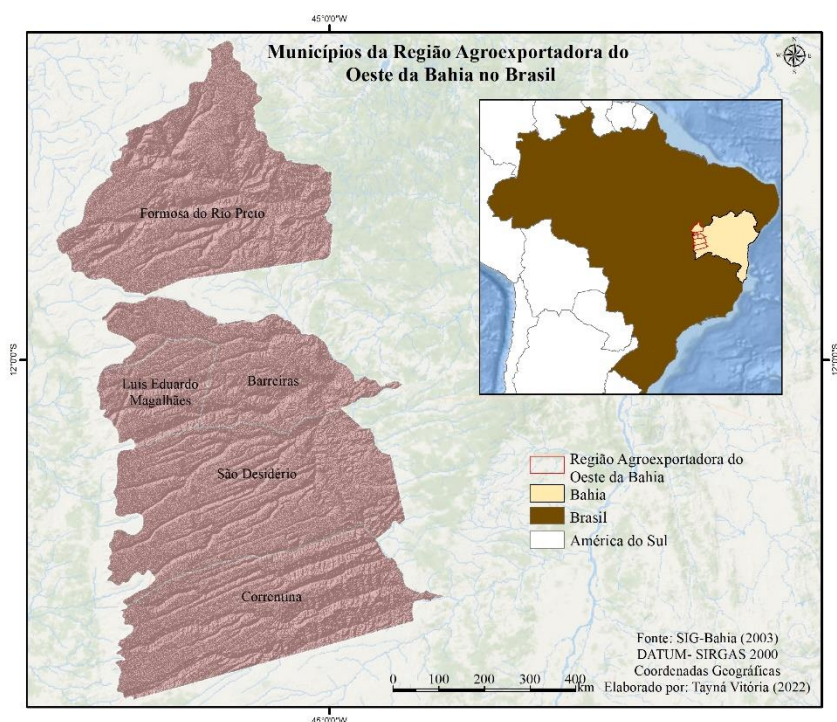 45°0'0"W
Municípios da Região Agroexportadora do
Oeste da Bahia no Brasil
N
W
E
S
Formosa do Rio Preto
12°0'0"S
12°0'0"S
Luís Eduardo
Magalhães
Barreiras
São Desidério
Correntina
Região Agroexportadora do
Oeste da Bahia
Bahia
Brasil
América do Sul
Fonte: SIG-Bahia (2003)
DATUM- SIRGAS 2000
Coordenadas Geográficas
0 50 100 200 300 400
km
Elaborado por: Tayná Vitória (2022)
45°0'0"W